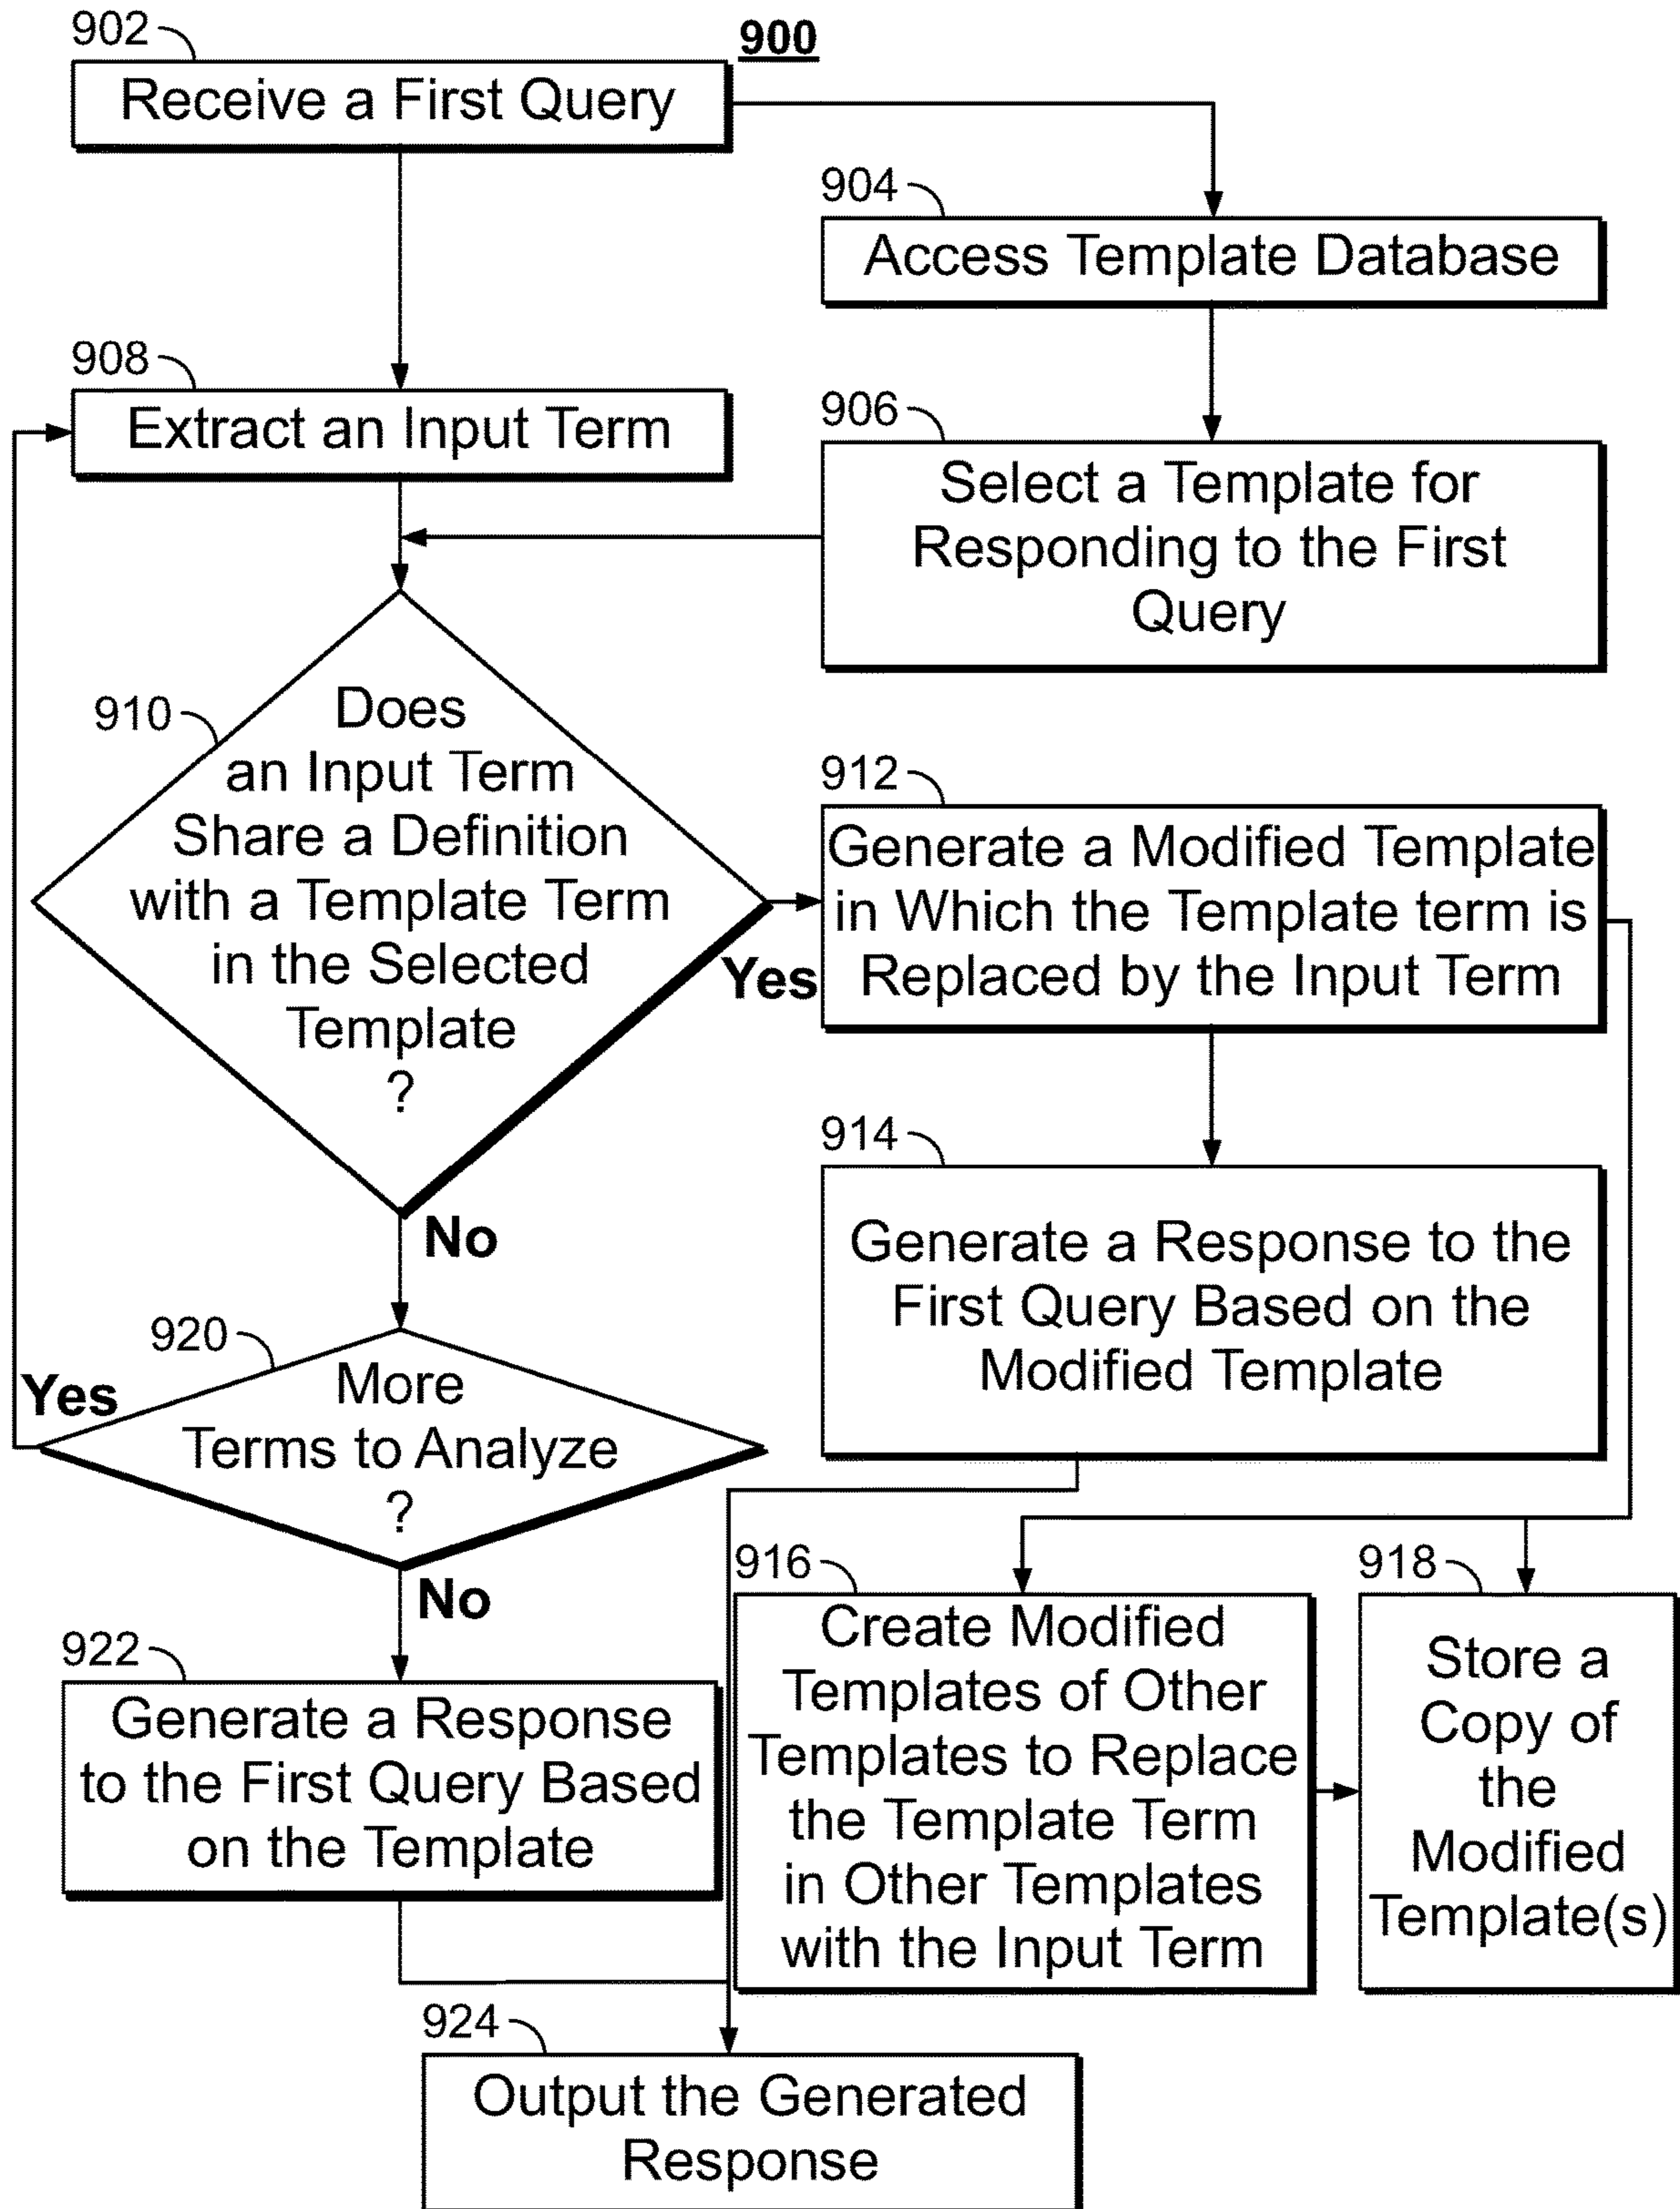 902
900
Receive a First Query
904
Access Template Database
908
Extract an Input Term
906
Select a Template for
Responding to the First
Query
910
Does
an Input Term
Share a Definition
with a Template Term
in the Selected
Template
?
Yes
No
912
Generate a Modified Template
in Which the Template term is
Replaced by the Input Term
914
Generate a Response to the
First Query Based on the
Modified Template
920
Yes
More
Terms to Analyze
?
No
916
Create Modified
Templates of Other
Templates to Replace
the Template Term
in Other Templates
with the Input Term
918
Store a
Copy of
the
Modified
Template(s)
922
Generate a Response
to the First Query Based
on the Template
924
Output the Generated
Response